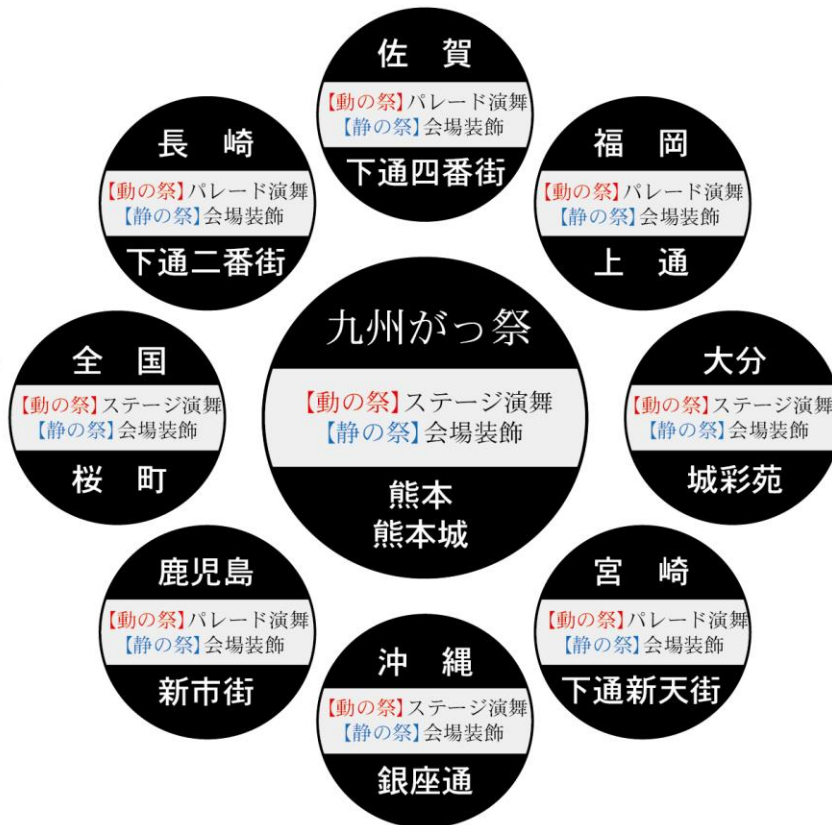 佐　賀
【動の祭】パレード演舞
【静の祭】会場装飾
下通四番街
長　崎
【動の祭】パレード演舞
【静の祭】会場装飾
下通二番街
福　岡
【動の祭】パレード演舞
【静の祭】会場装飾
上　通
九州がっ祭
【動の祭】ステージ演舞
【静の祭】会場装飾
熊本
熊本城
全　国
【動の祭】ステージ演舞
【静の祭】会場装飾
桜　町
大分
【動の祭】ステージ演舞
【静の祭】会場装飾
城彩苑
鹿児島
【動の祭】パレード演舞
【静の祭】会場装飾
新市街
宮　崎
【動の祭】パレード演舞
【静の祭】会場装飾
下通新天街
沖　縄
【動の祭】ステージ演舞
【静の祭】会場装飾
銀座通